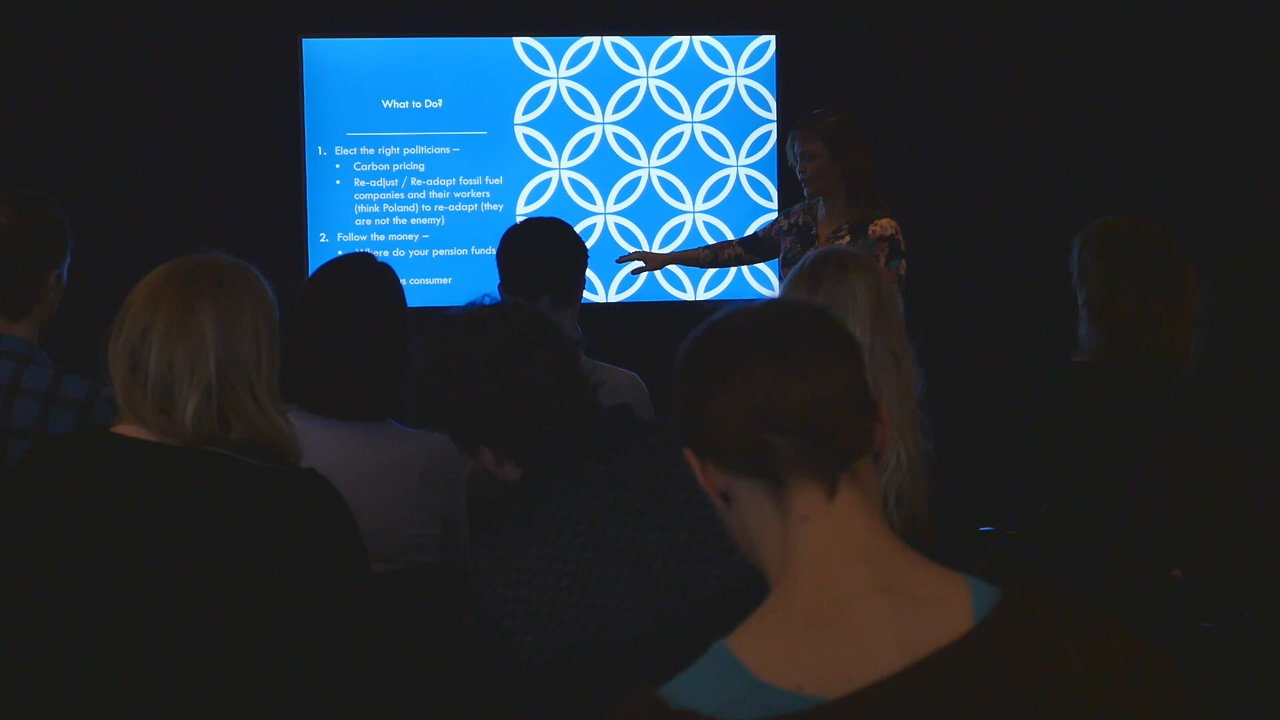 What to Do?
1. Elect the right politicians –
• Carbon pricing
• Re-adjust / Re-adapt fossil fuel
companies and their workers
(think Poland) to re-adapt (they
are not the enemy)
2. Follow the money –
• Where do your pension funds
as consumer